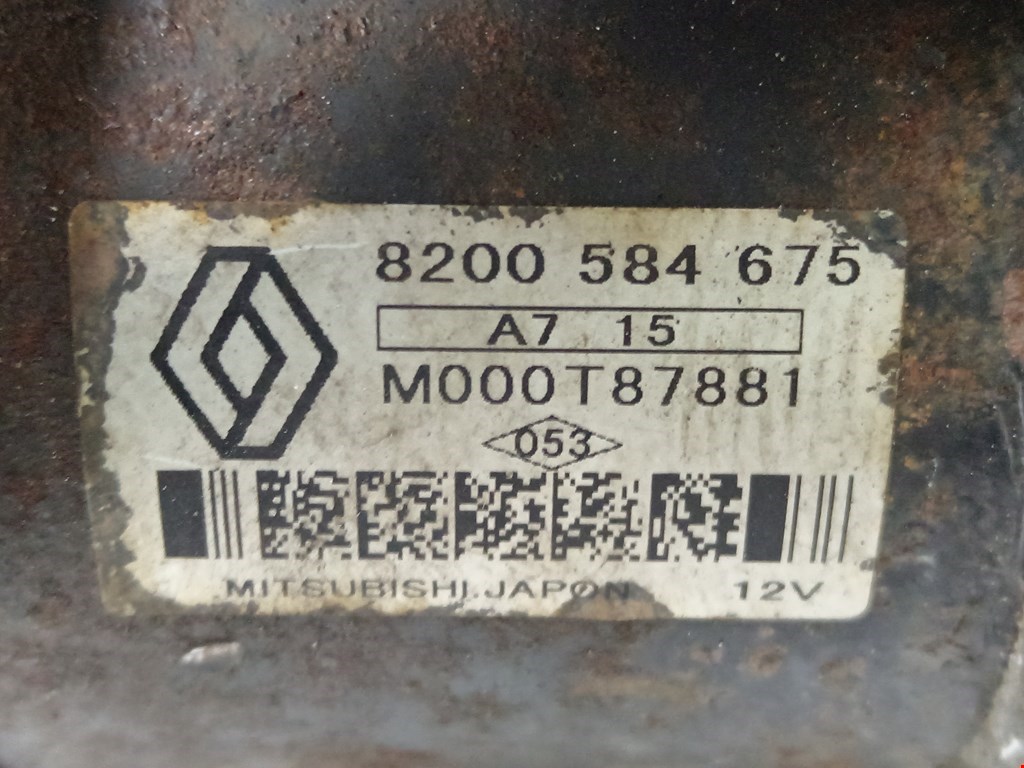 8200 584 675
A7 15
M000T87881
053
MITSUBISHI JAPON 12V